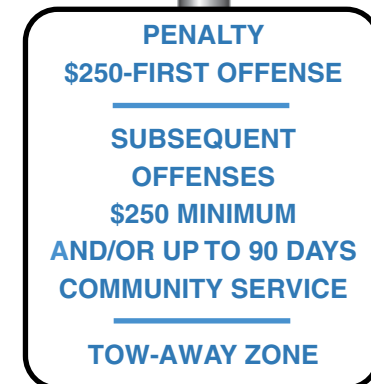 PENALTY
$250-FIRST OFFENSE
SUBSEQUENT
OFFENSES
$250 MINIMUM
AND/OR UP TO 90 DAYS
COMMUNITY SERVICE
TOW-AWAY ZONE